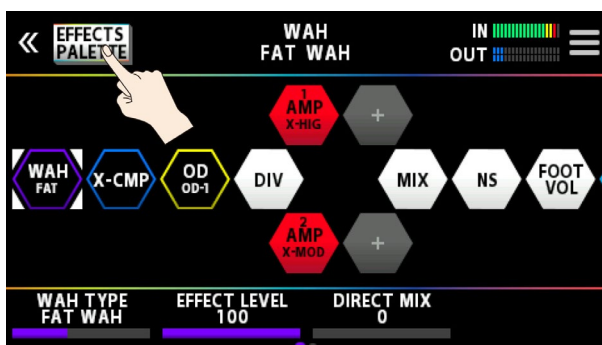 EFFECTS
PALETTE
WAH
FAT WAH
IN
OUT
1
AMP
X-HIG
+
WAH
FAT
X-CMP
OD
OD-1
DIV
MIX
NS
FOOT
VOL
2
AMP
X-MOD
+
WAH TYPE
FAT WAH
EFFECT LEVEL
100
DIRECT MIX
0